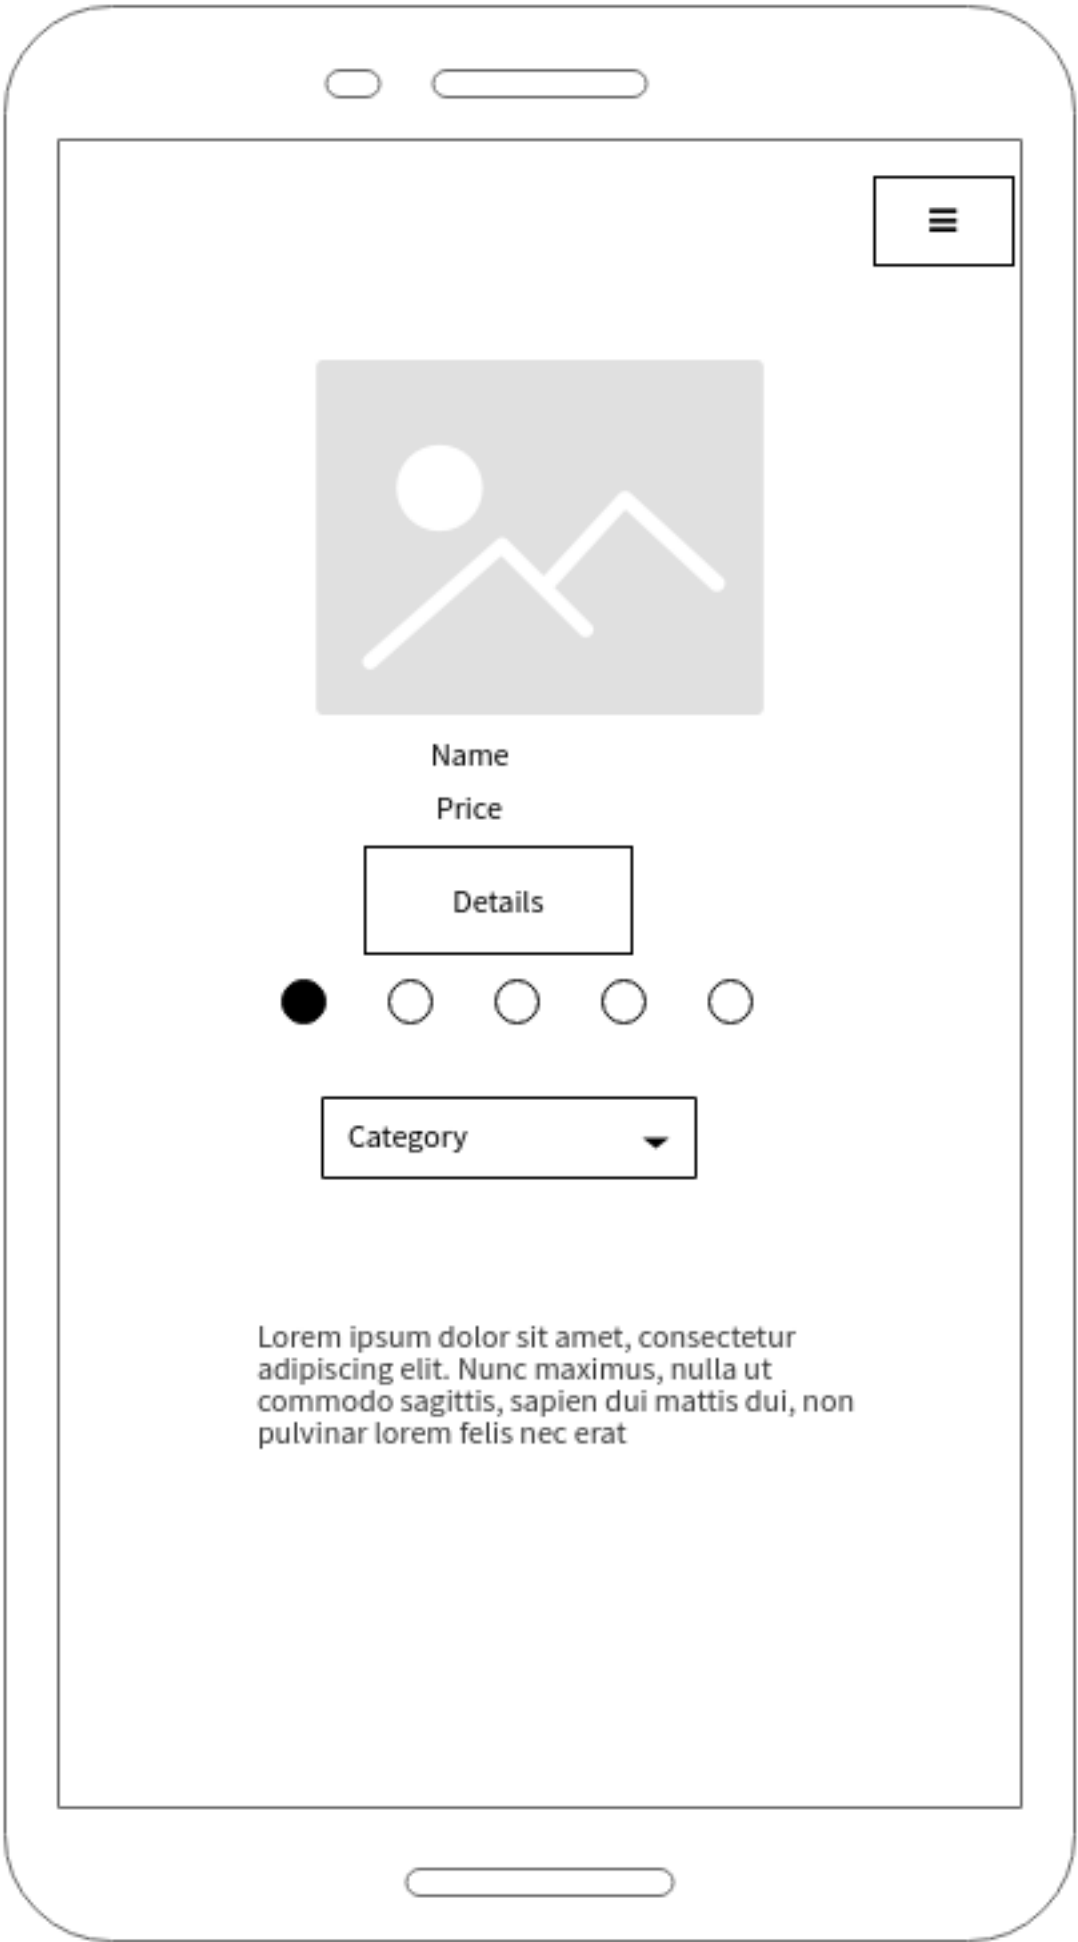 Name
Price
Details
Category
Lorem ipsum dolor sit amet, consectetur
adipiscing elit. Nunc maximus, nulla ut
commodo sagittis, sapien dui mattis dui, non
pulvinar lorem felis nec erat